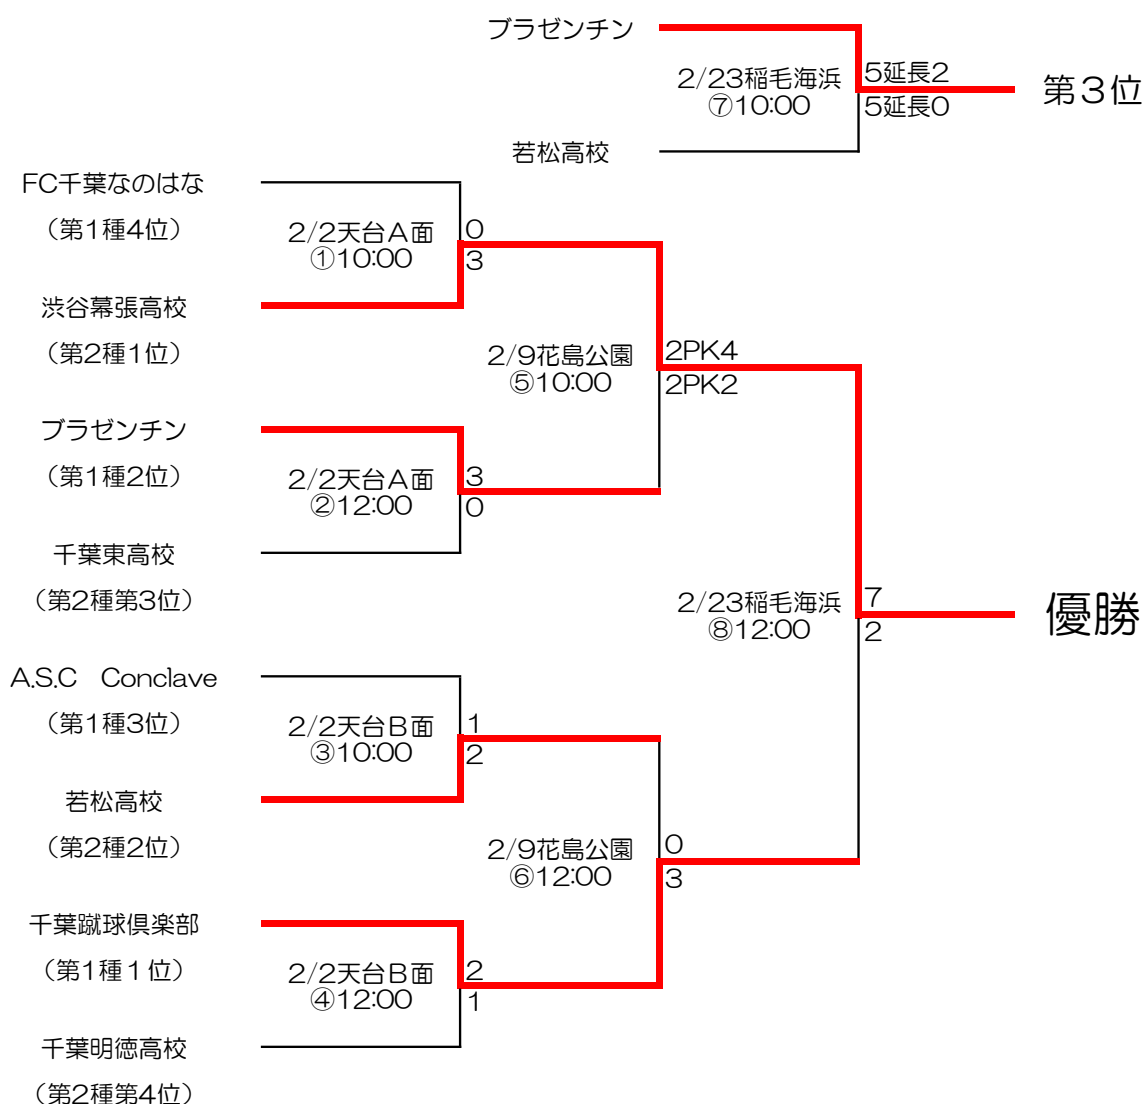 ブラゼンチン
2/23稲毛海浜
⑦10:00
5延長2
5延長0
第３位
若松高校
FC千葉なのはな
（第1種4位）
2/2天台Ａ面
①10:00
0
3
渋谷幕張高校
（第2種1位）
2/9花島公園
⑤10:00
2PK4
2PK2
ブラゼンチン
（第1種2位）
2/2天台Ａ面
②12:00
3
0
千葉東高校
（第2種第3位）
2/23稲毛海浜
⑧12:00
7
2
優勝
A.S.C　Conclave
（第1種3位）
2/2天台Ｂ面
③10:00
1
2
若松高校
（第2種2位）
2/9花島公園
⑥12:00
0
3
千葉蹴球倶楽部
（第1種１位）
2/2天台Ｂ面
④12:00
2
1
千葉明徳高校
（第2種第4位）